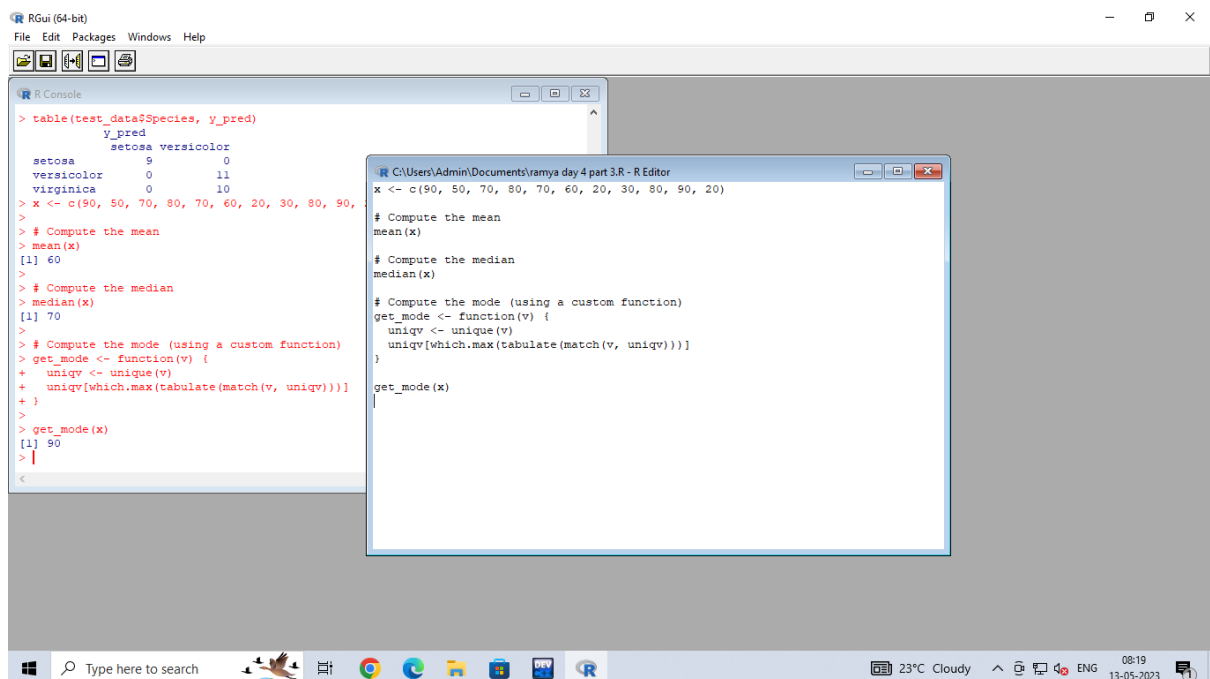 RGui (64-bit)
File Edit Packages Windows Help
R Console
> table(test_data$Species, y_pred)
y_pred
setosa versicolor
setosa 9 0
versicolor 0 11
virginica 0 10
> x <- c(90, 50, 70, 80, 70, 60, 20, 30, 80, 90,
>
> # Compute the mean
> mean(x)
[1] 60
>
> # Compute the median
> median(x)
[1] 70
>
> # Compute the mode (using a custom function)
> get_mode <- function(v) {
+ uniqv <- unique(v)
+ uniqv[which.max(tabulate(match(v, uniqv)))]
+ }
>
> get_mode(x)
[1] 90
>
C:\Users\Admin\Documents\ramya day 4 part 3.R - R Editor
x <- c(90, 50, 70, 80, 70, 60, 20, 30, 80, 90, 20)
# Compute the mean
mean(x)
# Compute the median
median(x)
# Compute the mode (using a custom function)
get_mode <- function(v) {
uniqv <- unique(v)
uniqv[which.max(tabulate(match(v, uniqv)))]
}
get_mode(x)
Type here to search
DEV
23°C Cloudy
ENG
08:19
13-05-2023
1